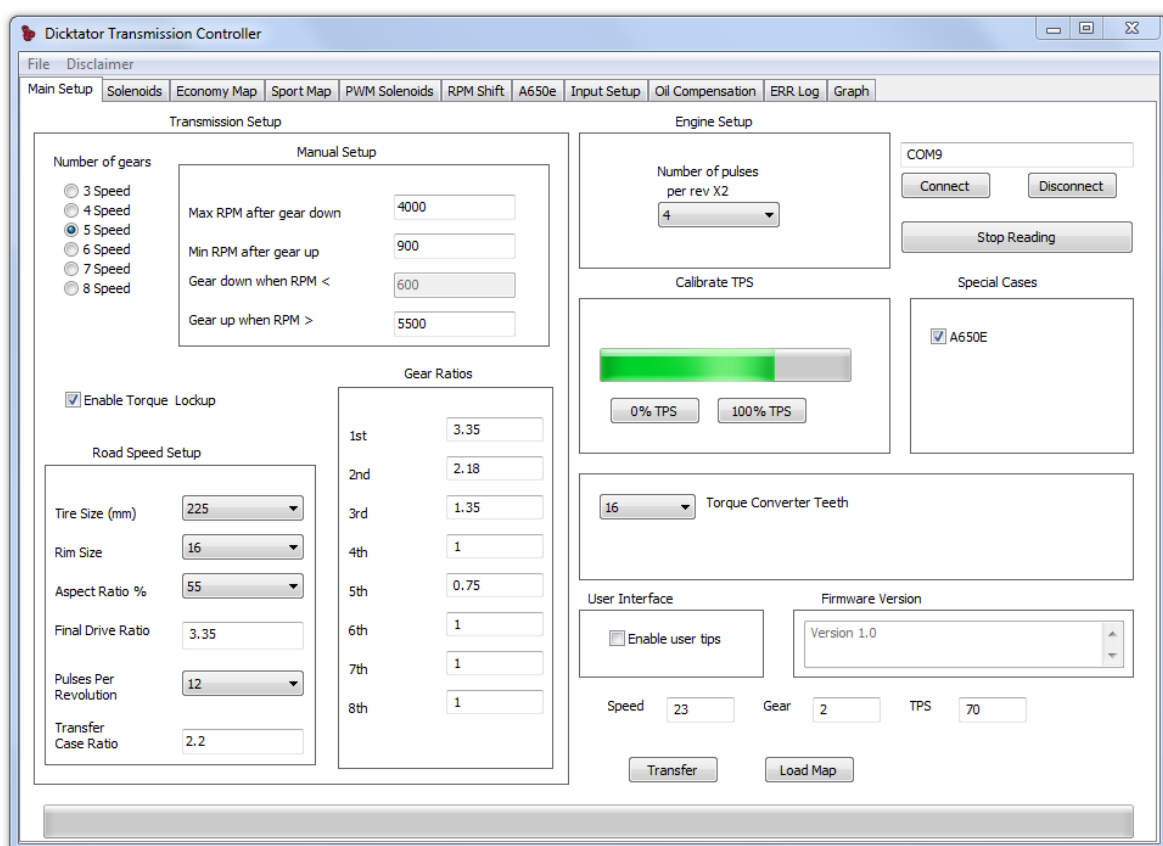 Dicktator Transmission Controller
File Disclaimer
Main Setup Solenoids Economy Map Sport Map PWM Solenoids RPM Shift A650e Input Setup Oil Compensation ERR Log Graph
Transmission Setup
Number of gears
3 Speed
4 Speed
5 Speed
6 Speed
7 Speed
8 Speed
Manual Setup
Max RPM after gear down 4000
Min RPM after gear up 900
Gear down when RPM < 600
Gear up when RPM > 5500
Enable Torque Lockup
Road Speed Setup
Tire Size (mm) 225
Rim Size 16
Aspect Ratio % 55
Final Drive Ratio 3.35
Pulses Per
Revolution 12
Transfer
Case Ratio 2.2
Gear Ratios
1st 3.35
2nd 2.18
3rd 1.35
4th 1
5th 0.75
6th 1
7th 1
8th 1
Engine Setup
Number of pulses
per rev X2
4
COM9
Connect Disconnect
Stop Reading
Calibrate TPS
0% TPS 100% TPS
Special Cases
A650E
16 Torque Converter Teeth
User Interface
Enable user tips
Firmware Version
Version 1.0
Speed 23 Gear 2 TPS 70
Transfer Load Map